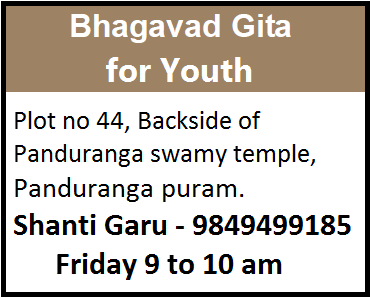 Bhagavad Gita
for Youth
Plot no 44, Backside of
Panduranga swamy temple,
Panduranga puram.
Shanti Garu - 9849499185
Friday 9 to 10 am